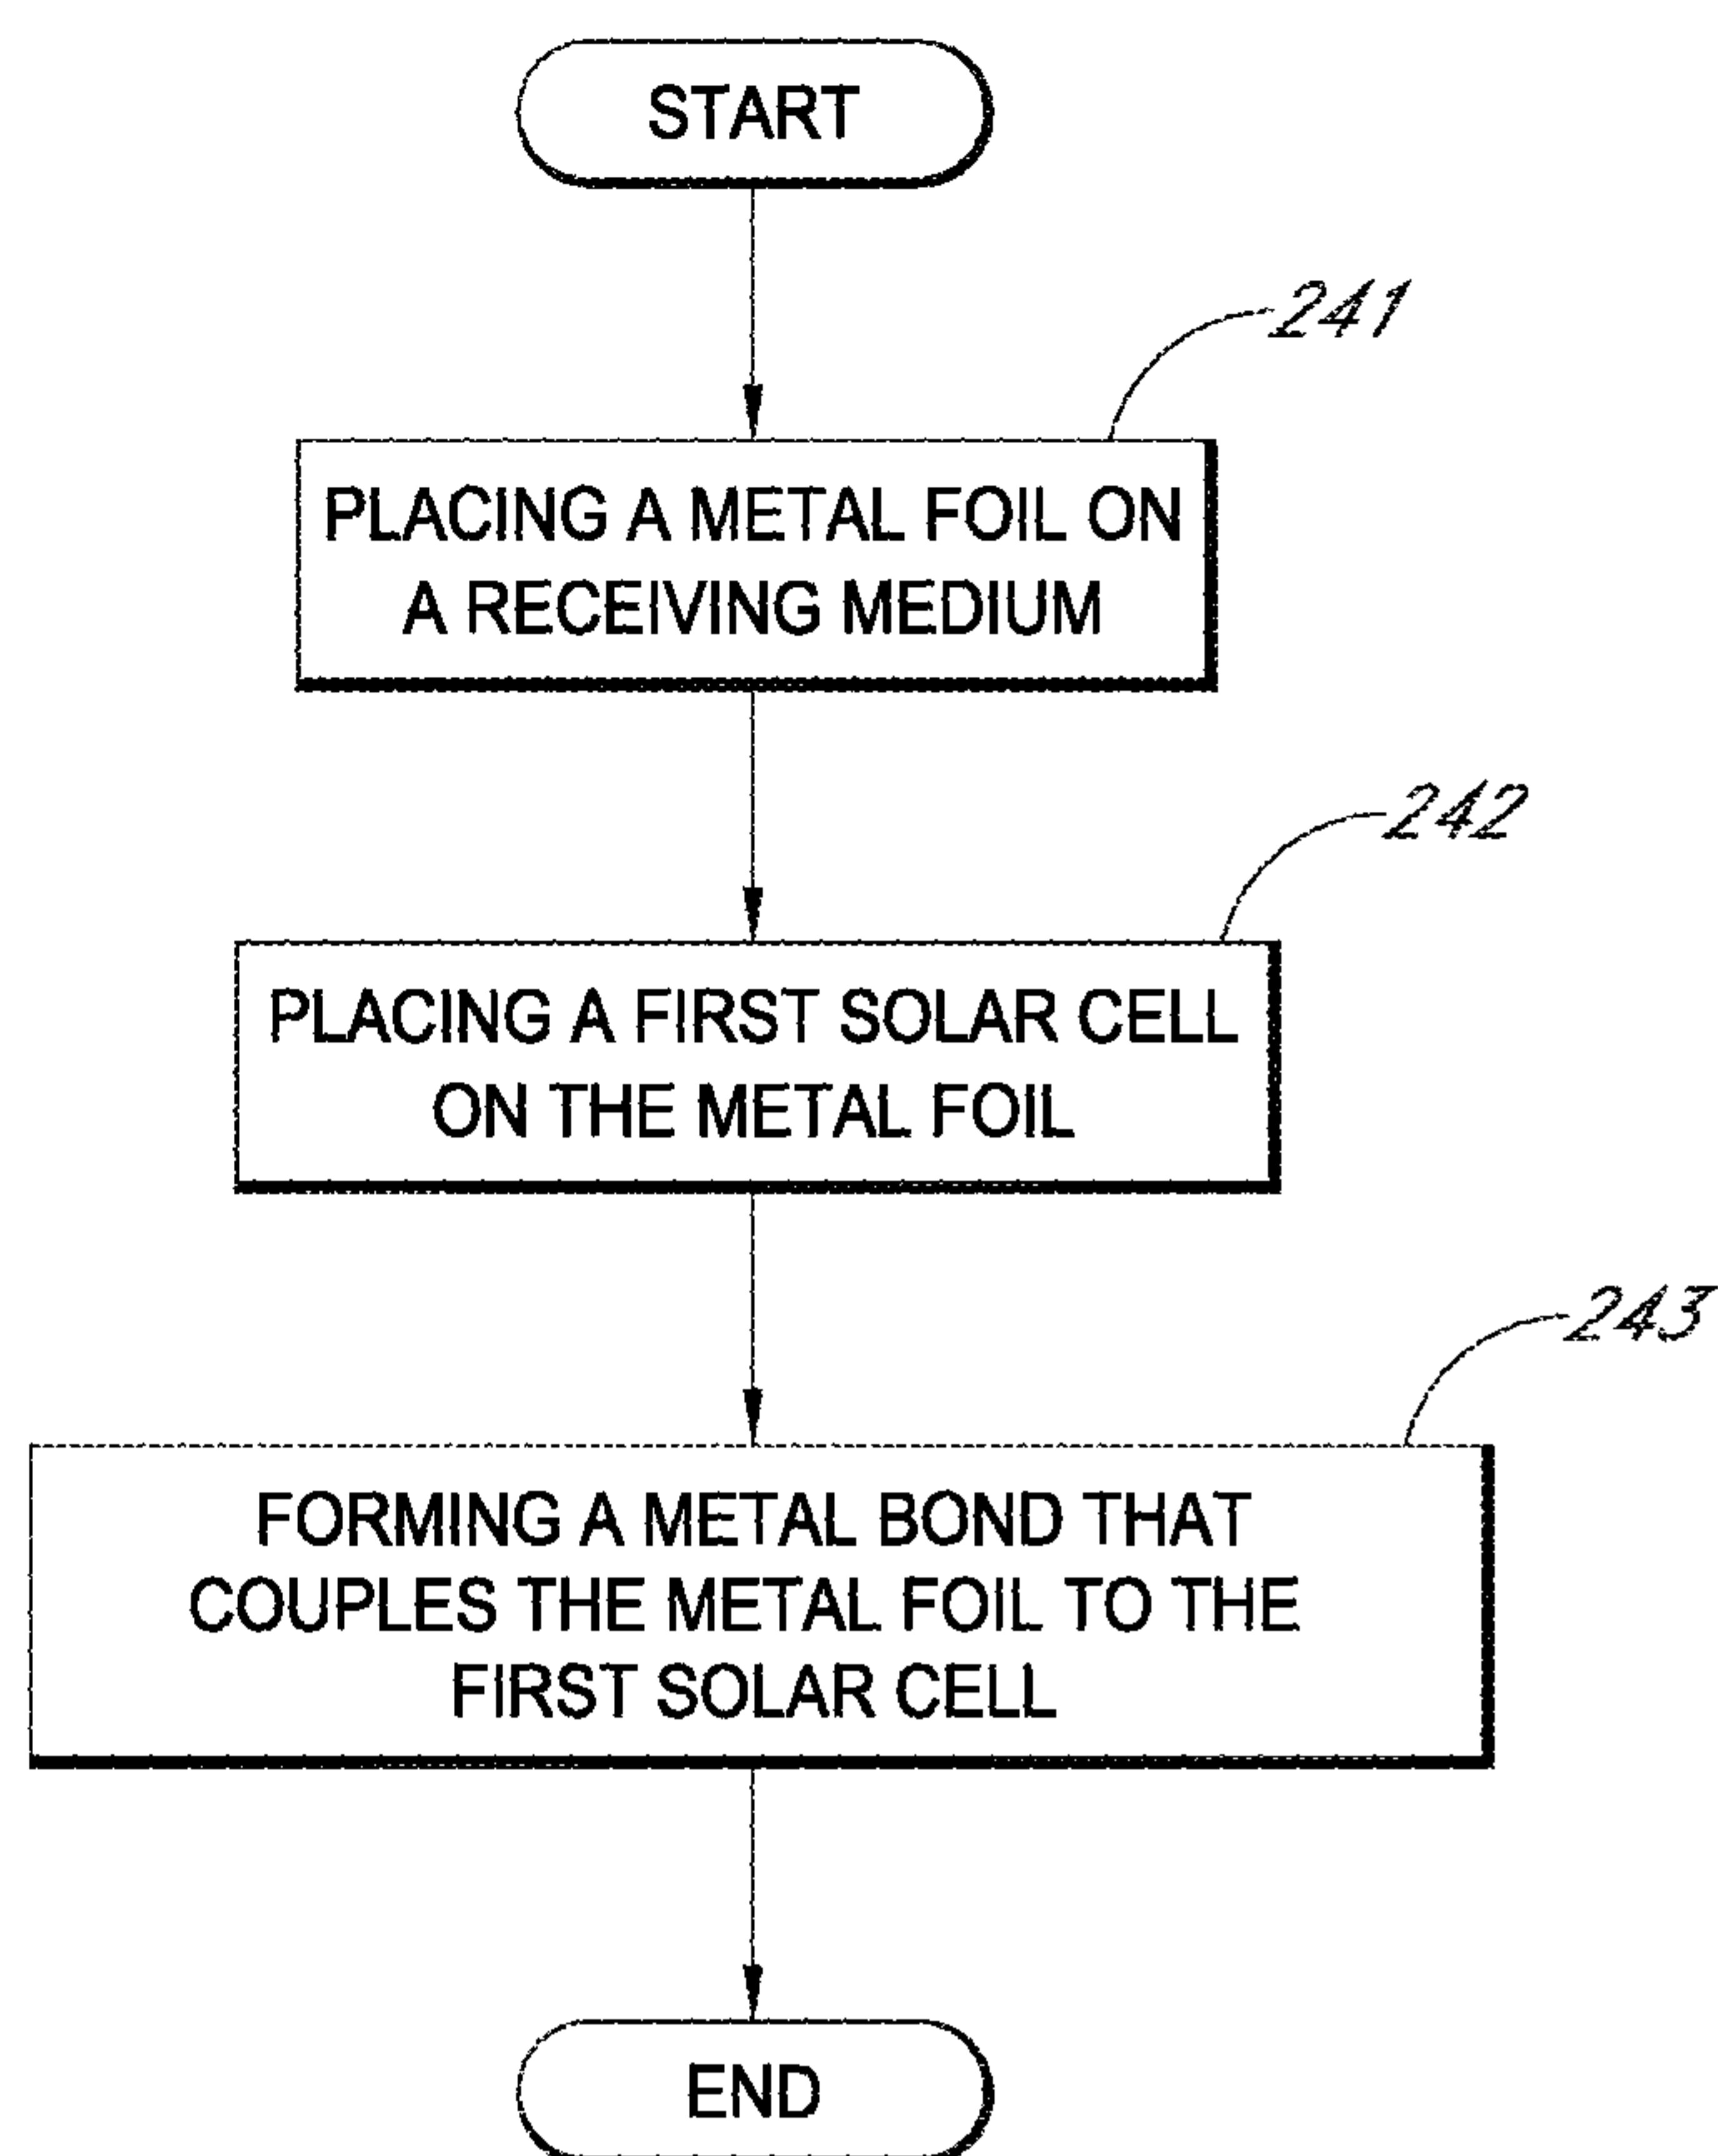 START
241
PLACING A METAL FOIL ON
A RECEIVING MEDIUM
242
PLACING A FIRST SOLAR CELL
ON THE METAL FOIL
243
FORMING A METAL BOND THAT
COUPLES THE METAL FOIL TO THE
FIRST SOLAR CELL
END